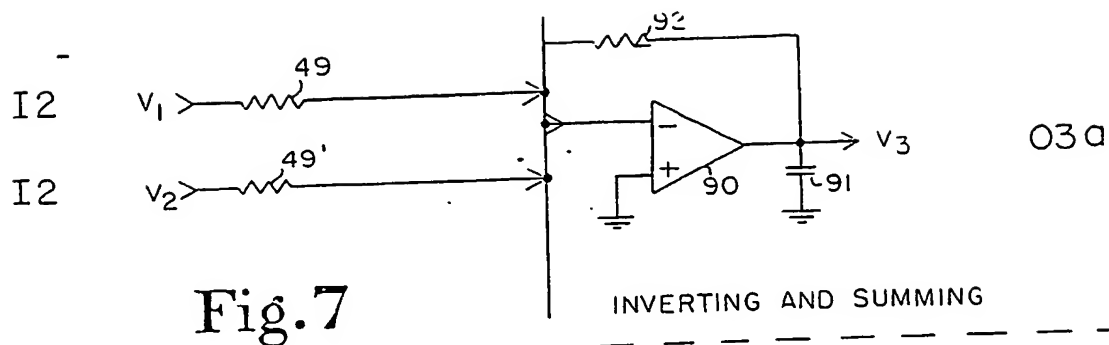 92
49
I2 V1 V3 O3a
49'
I2 V2 90 91
− +
Fig.7
INVERTING AND SUMMING